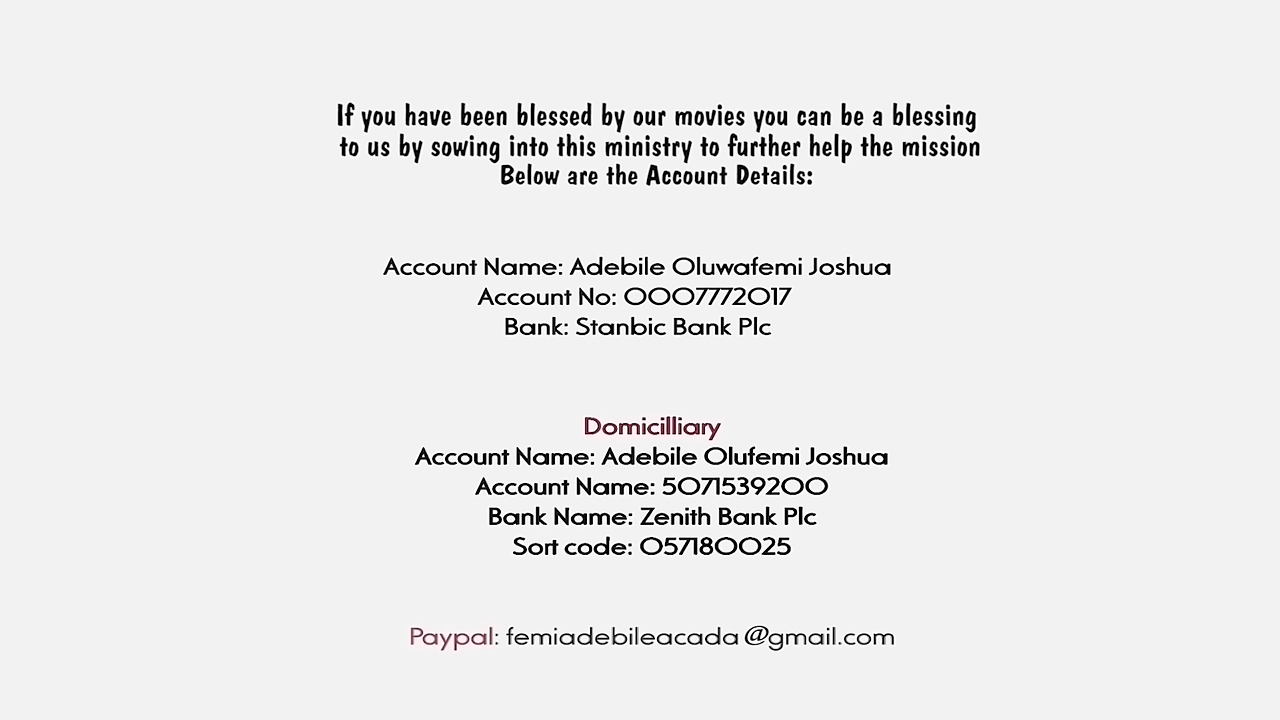 If you have been blessed by our movies you can be a blessing
to us by sowing into this ministry to further help the mission
Below are the Account Details:
Account Name: Adebile Oluwafemi Joshua
Account No: 0007772017
Bank: Stanbic Bank Plc
Domicilliary
Account Name: Adebile Olufemi Joshua
Account Name: 5071539200
Bank Name: Zenith Bank Plc
Sort code: 057180025
Paypal: femiadebileacada@gmail.com